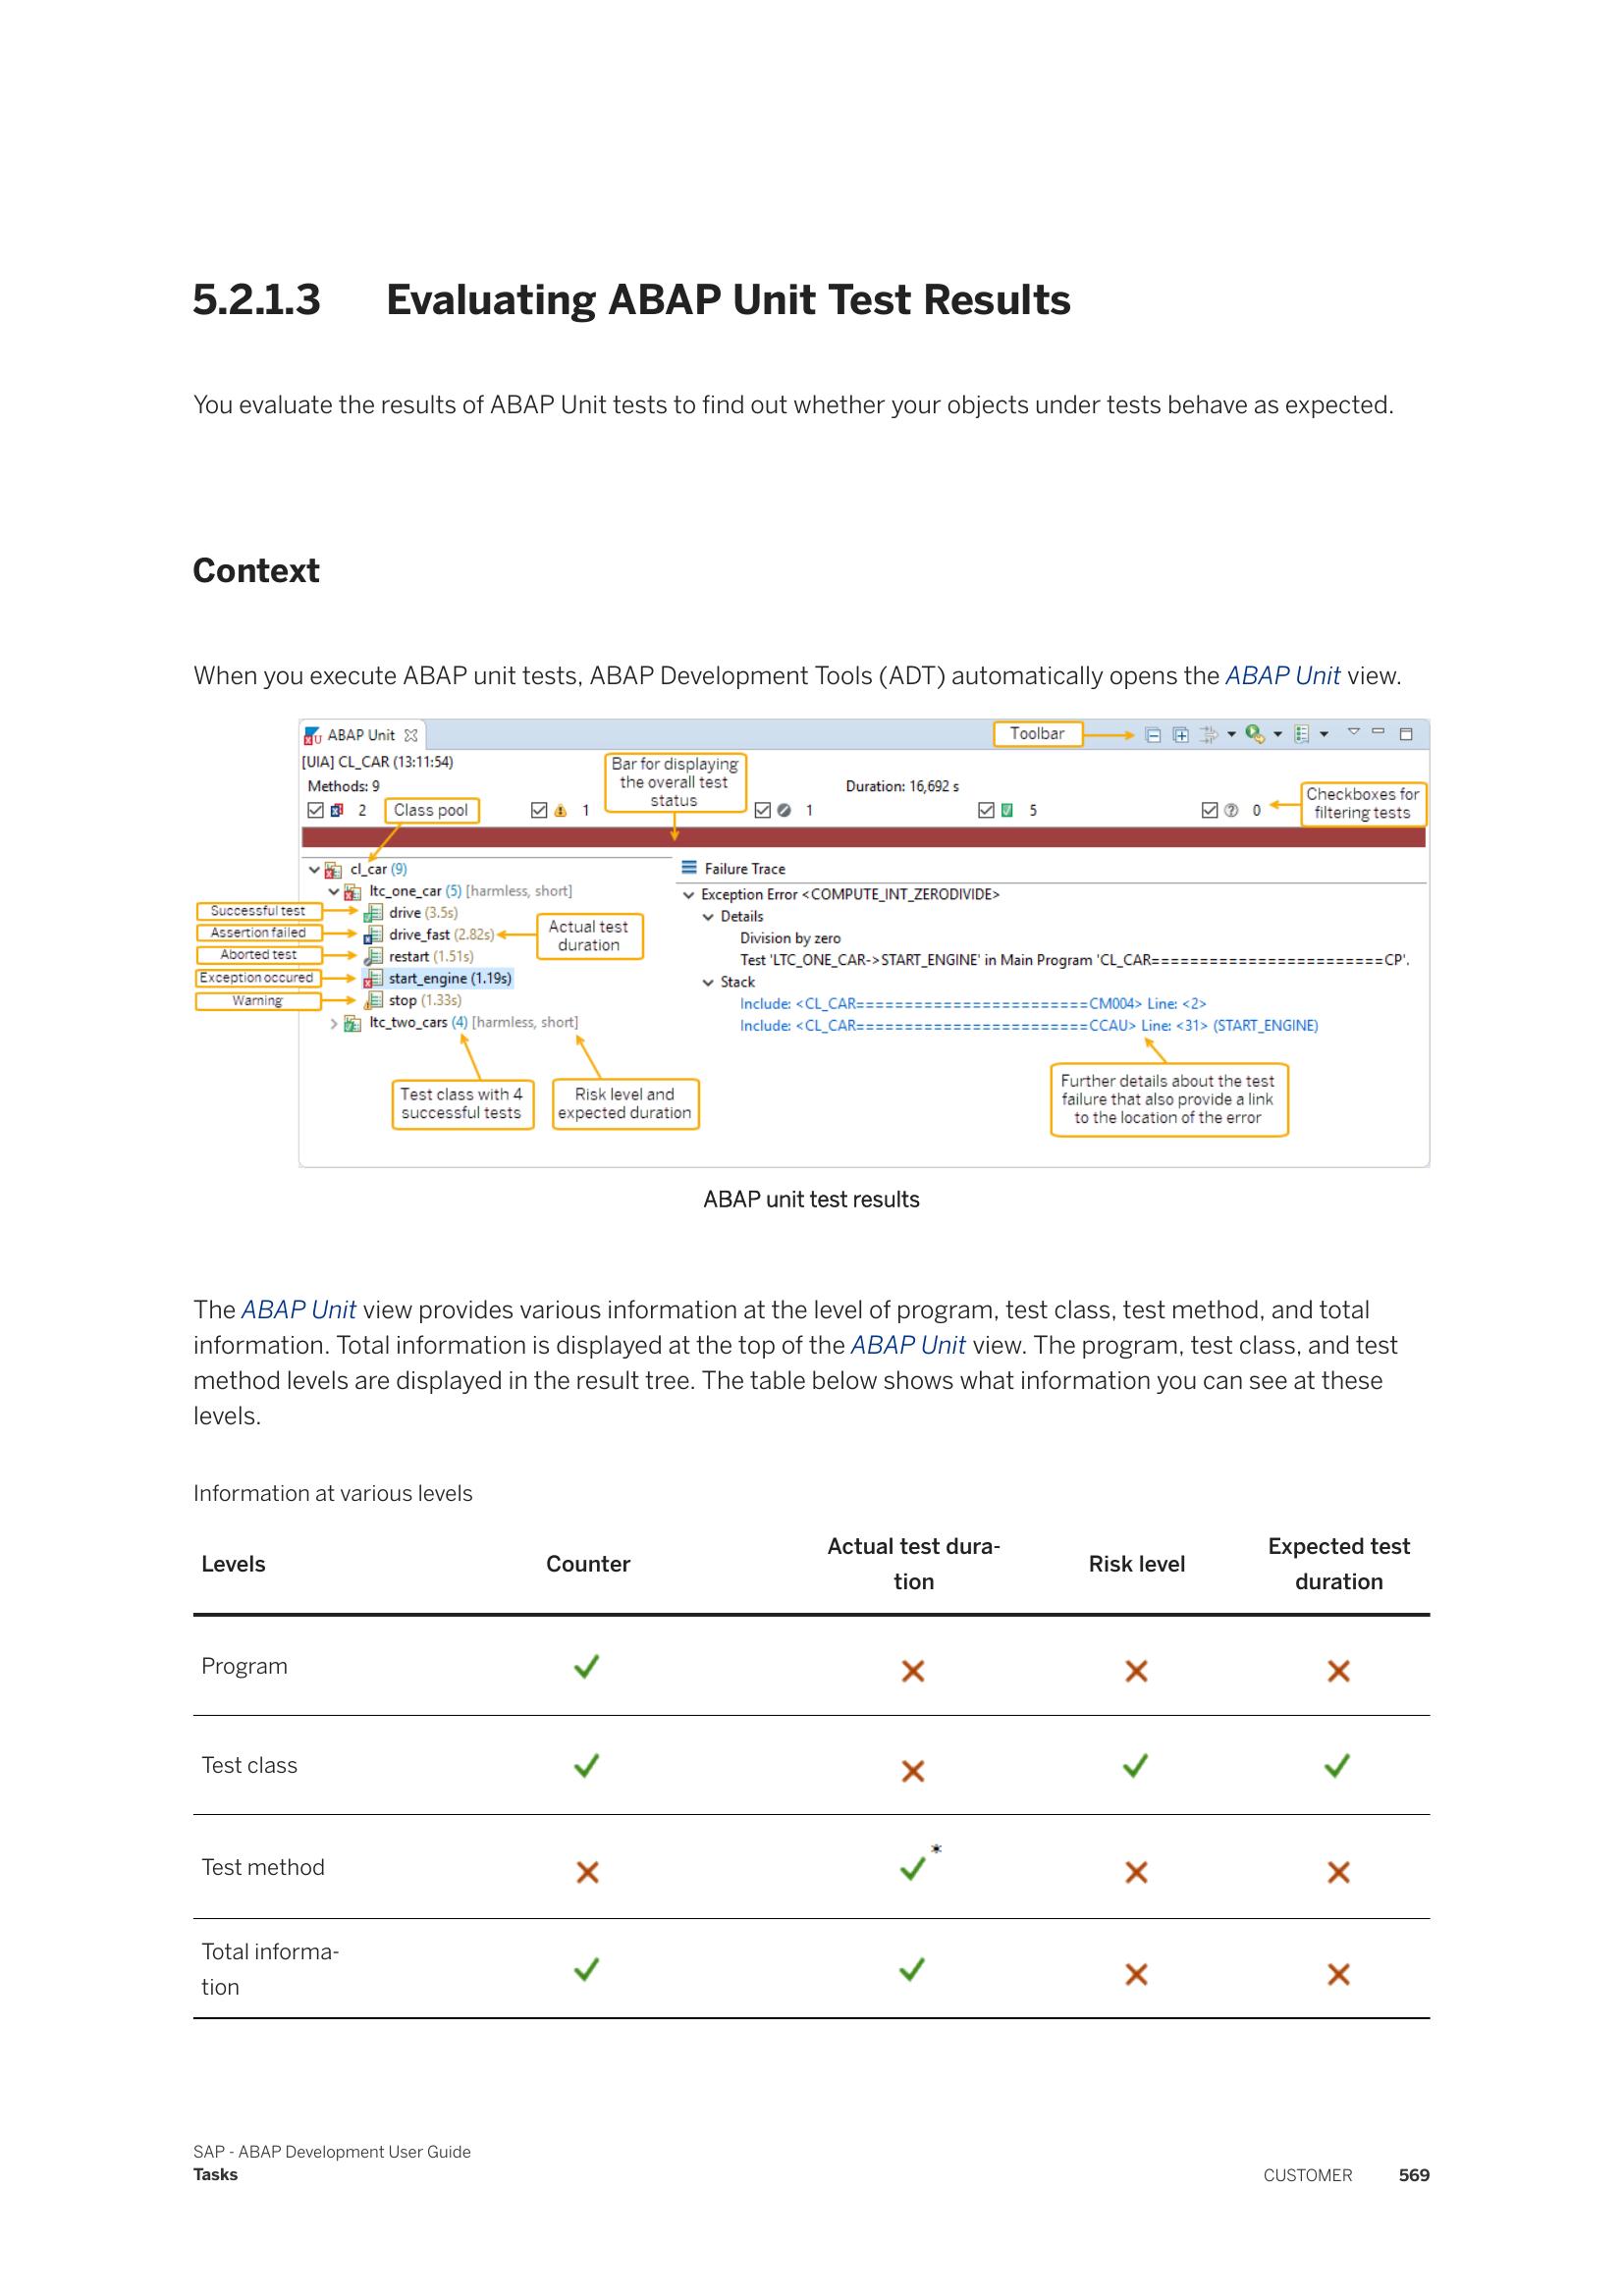 5.2.1.3 Evaluating ABAP Unit Test Results
You evaluate the results of ABAP Unit tests to find out whether your objects under tests behave as expected.
Context
When you execute ABAP unit tests, ABAP Development Tools (ADT) automatically opens the ABAP Unit view.
ABAP Unit
Toolbar
[UIA] CL_CAR (13:11:54)
Bar for displaying
the overall test
status
Methods: 9
Duration: 16,692 s
2
Class pool
1
1
5
0
Checkboxes for
filtering tests
cl_car (9)
ltc_one_car (5) [harmless, short]
Successful test
drive (3.5s)
Assertion failed
drive_fast (2.82s)
Actual test
duration
Aborted test
restart (1.51s)
Exception occured
start_engine (1.19s)
Warning
stop (1.33s)
ltc_two_cars (4) [harmless, short]
Test class with 4
successful tests
Risk level and
expected duration
Failure Trace
Exception Error <COMPUTE_INT_ZERODIVIDE>
Details
Division by zero
Test 'LTC_ONE_CAR->START_ENGINE' in Main Program 'CL_CAR========================CP'.
Stack
Include: <CL_CAR========================CM004> Line: <2>
Include: <CL_CAR========================CCAU> Line: <31> (START_ENGINE)
Further details about the test
failure that also provide a link
to the location of the error
ABAP unit test results
The ABAP Unit view provides various information at the level of program, test class, test method, and total
information. Total information is displayed at the top of the ABAP Unit view. The program, test class, and test
method levels are displayed in the result tree. The table below shows what information you can see at these
levels.
Information at various levels
Levels Counter Actual test dura- Risk level Expected test
tion duration
Program
Test class
Test method
*
Total informa-
tion
SAP - ABAP Development User Guide
Tasks
CUSTOMER 569